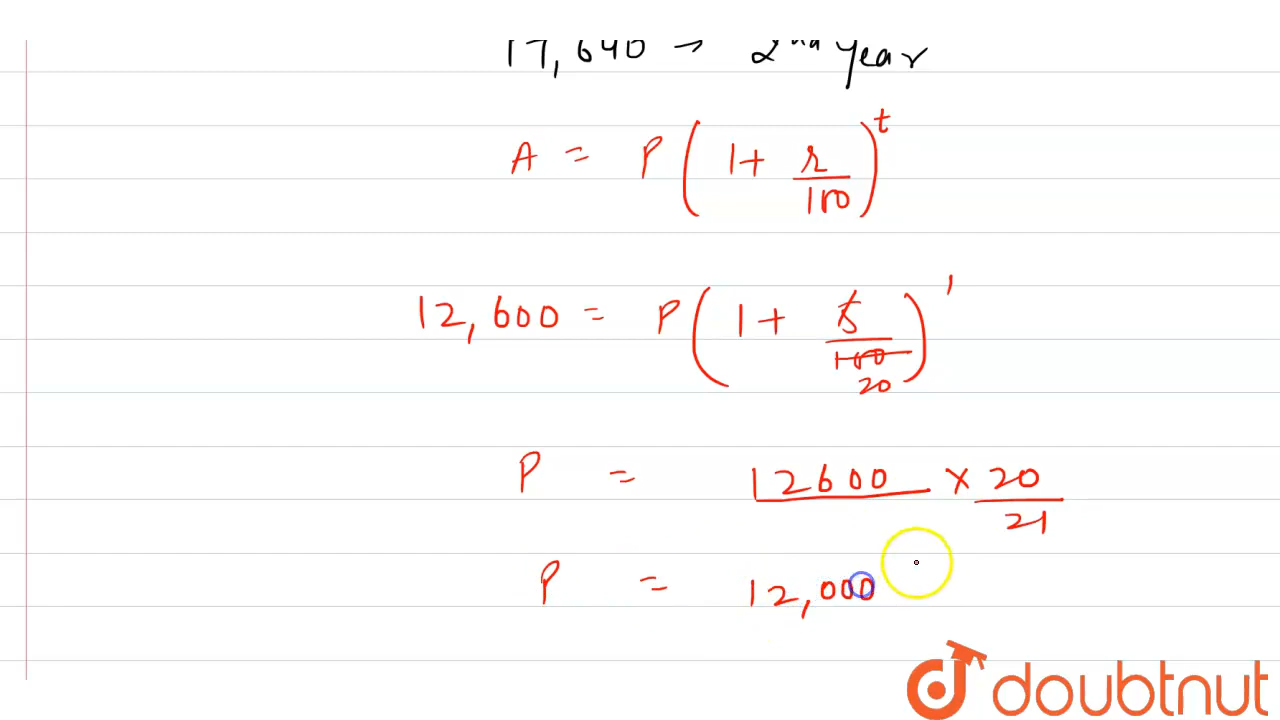 17,640 → 2nd year
A = P(1 + r/100)^t
12,600 = P(1 + 5/100 20)^1
P = 12600 × 20/21
P = 12,000
doubtnut